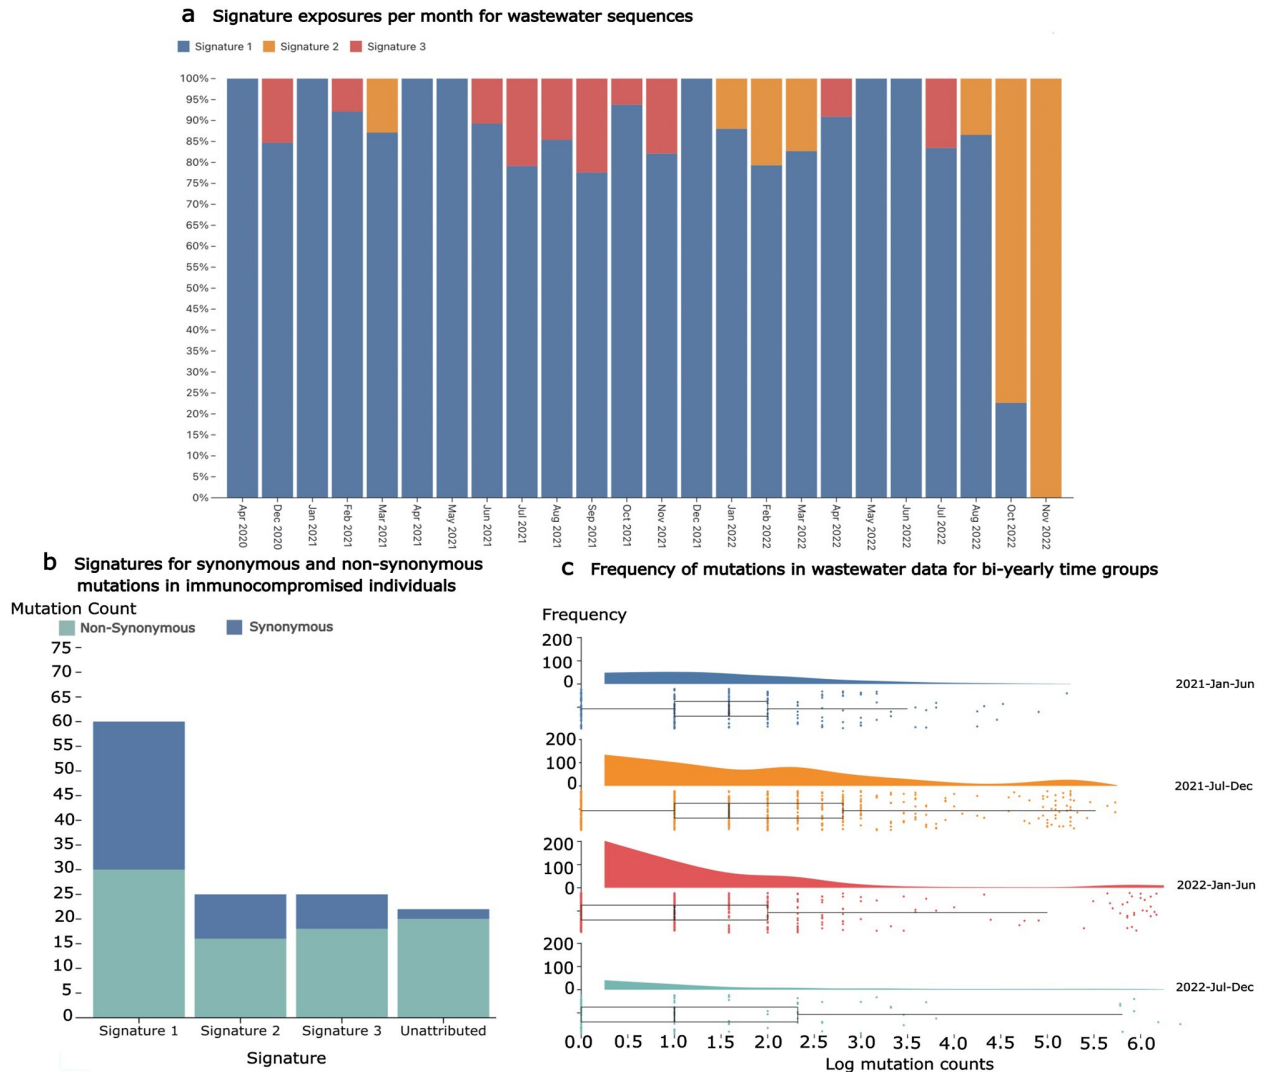 a Signature exposures per month for wastewater sequences
Signature 1 Signature 2 Signature 3
100%
95%
90%
85%
80%
75%
70%
65%
60%
55%
50%
45%
40%
35%
30%
25%
20%
15%
10%
5%
0%
Apr 2020
Dec 2020
Jan 2021
Feb 2021
Mar 2021
Apr 2021
May 2021
Jun 2021
Jul 2021
Aug 2021
Sep 2021
Oct 2021
Nov 2021
Dec 2021
Jan 2022
Feb 2022
Mar 2022
Apr 2022
May 2022
Jun 2022
Jul 2022
Aug 2022
Oct 2022
Nov 2022
b Signatures for synonymous and non-synonymous
mutations in immunocompromised individuals
Mutation Count
Non-Synonymous Synonymous
75
70
65
60
55
50
45
40
35
30
25
20
15
10
5
0
Signature 1 Signature 2 Signature 3 Unattributed
Signature
c Frequency of mutations in wastewater data for bi-yearly time groups
Frequency
200
100
0
2021-Jan-Jun
200
100
0
2021-Jul-Dec
200
100
0
2022-Jan-Jun
200
100
0
2022-Jul-Dec
0.0 0.5 1.0 1.5 2.0 2.5 3.0 3.5 4.0 4.5 5.0 5.5 6.0
Log mutation counts